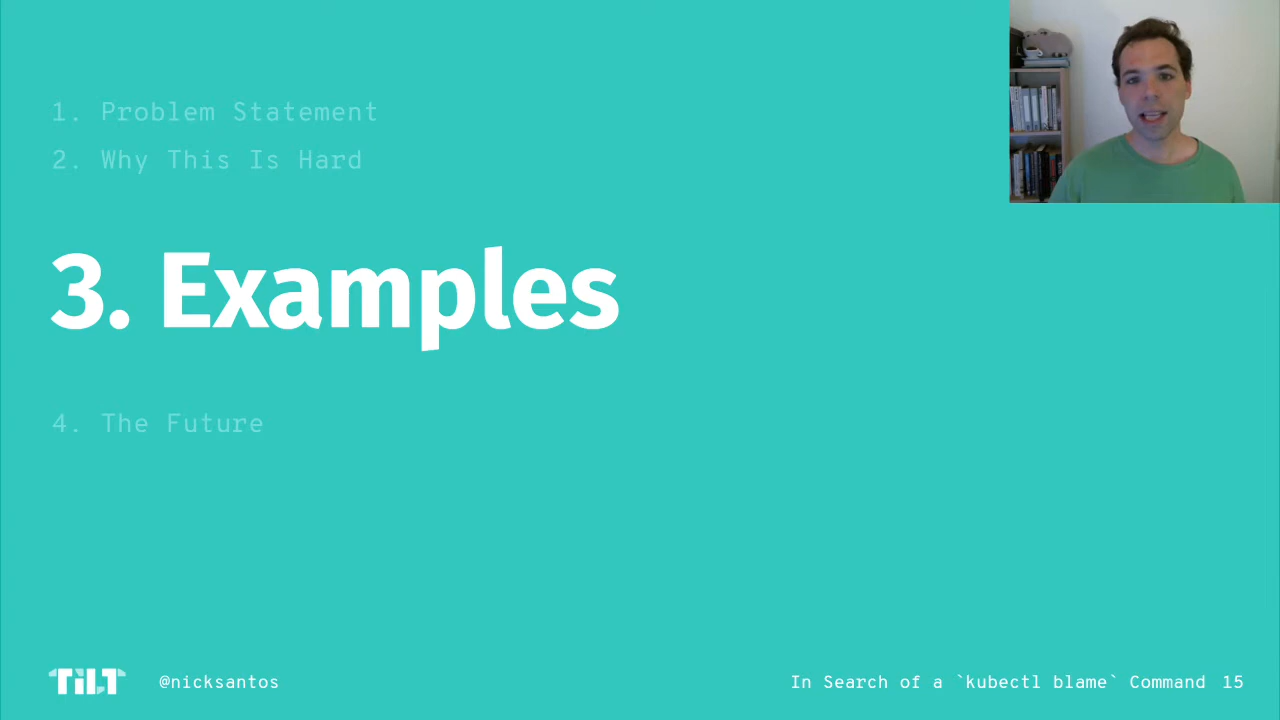 1. Problem Statement
2. Why This Is Hard
3. Examples
4. The Future
TiLT
@nicksantos
In Search of a `kubectl blame` Command 15